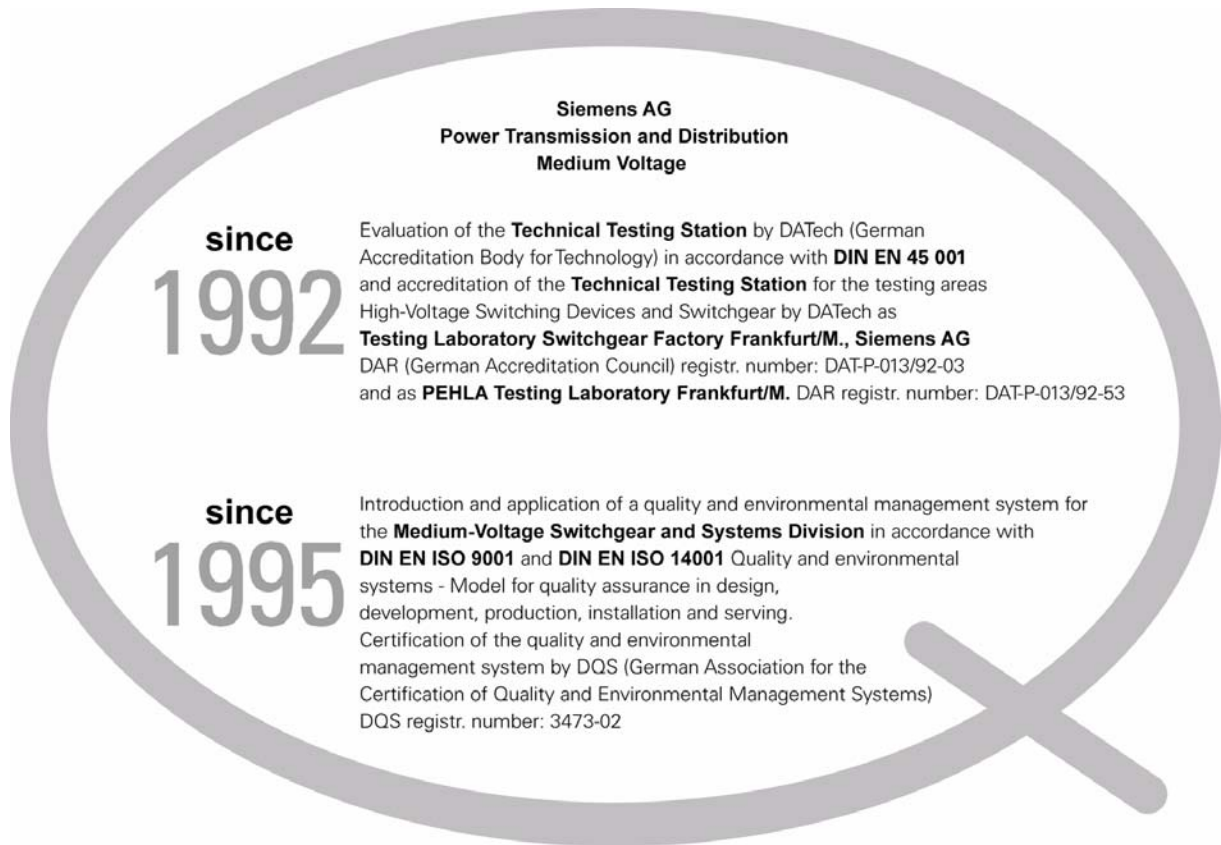 Siemens AG
Power Transmission and Distribution
Medium Voltage
since
1992
Evaluation of the Technical Testing Station by DATech (German
Accreditation Body for Technology) in accordance with DIN EN 45 001
and accreditation of the Technical Testing Station for the testing areas
High-Voltage Switching Devices and Switchgear by DATech as
Testing Laboratory Switchgear Factory Frankfurt/M., Siemens AG
DAR (German Accreditation Council) registr. number: DAT-P-013/92-03
and as PEHLA Testing Laboratory Frankfurt/M. DAR registr. number: DAT-P-013/92-53
since
1995
Introduction and application of a quality and environmental management system for
the Medium-Voltage Switchgear and Systems Division in accordance with
DIN EN ISO 9001 and DIN EN ISO 14001 Quality and environmental
systems - Model for quality assurance in design,
development, production, installation and serving.
Certification of the quality and environmental
management system by DQS (German Association for the
Certification of Quality and Environmental Management Systems)
DQS registr. number: 3473-02